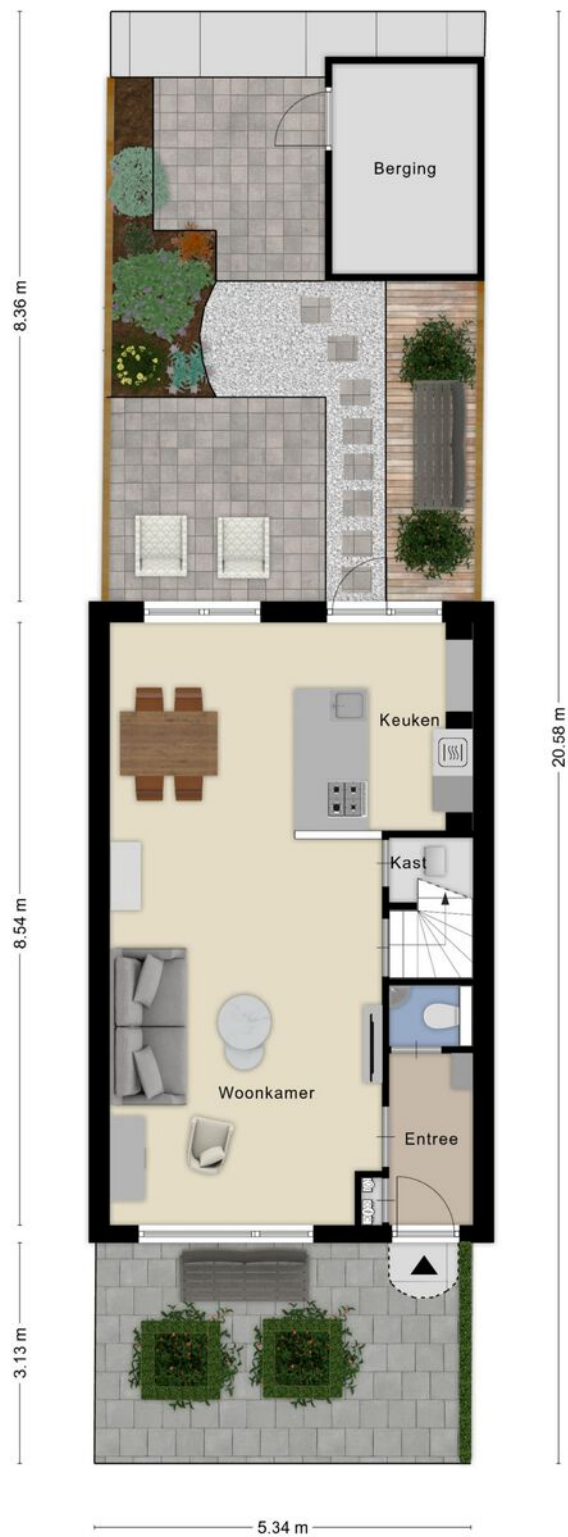 Berging
8.36 m
Keuken
20.58 m
Kast
8.54 m
Woonkamer
Entree
3.13 m
5.34 m